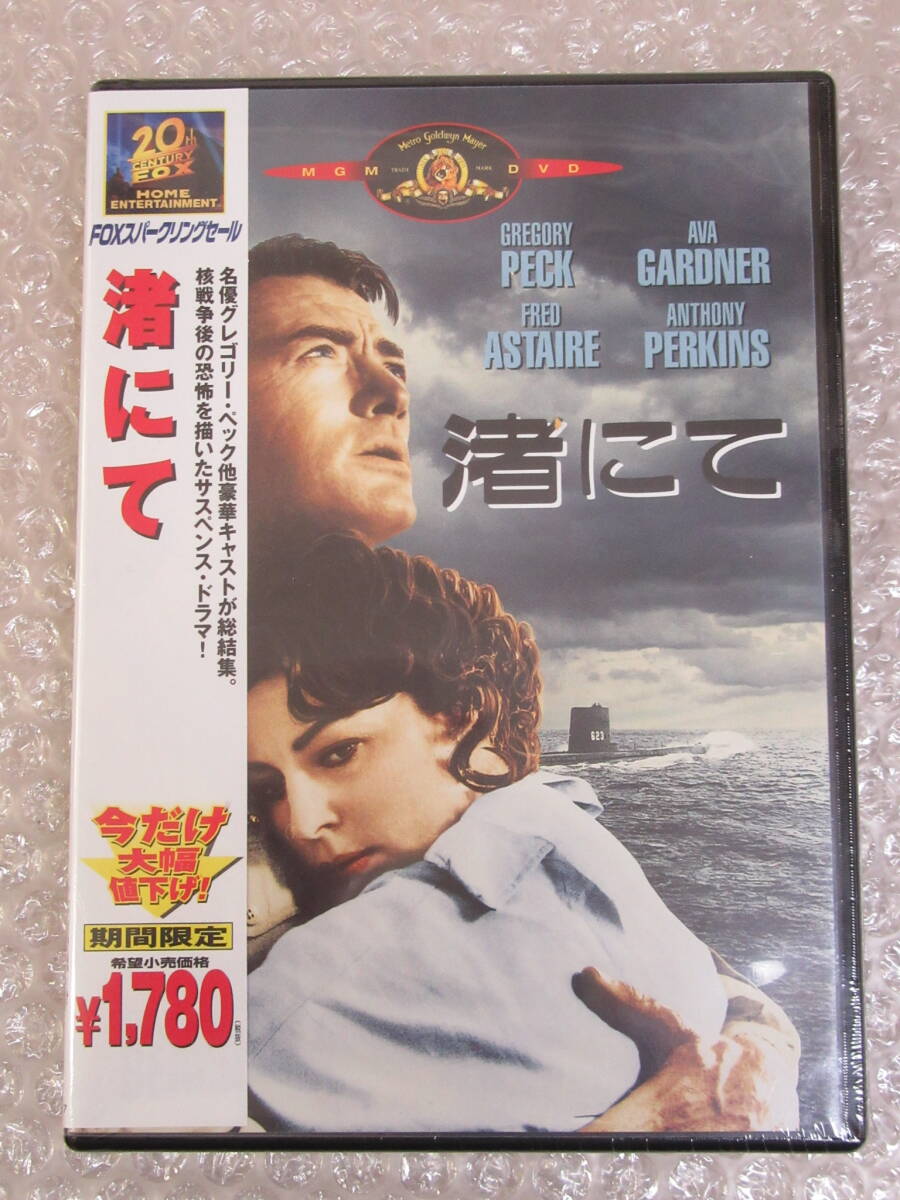 20th
CENTURY
FOX
HOME
ENTERTAINMENT
FOXスパークリングセール
渚にて
名優グレゴリー・ペック他豪華キャストが総結集。
核戦争後の恐怖を描いたサスペンス・ドラマ!
今だけ
大幅
値下げ!
期間限定
希望小売価格
¥1,780
Metro Goldwyn Mayer
MGM TRADE MARK DVD
GREGORY
PECK
AVA
GARDNER
FRED
ASTAIRE
ANTHONY
PERKINS
渚にて
623